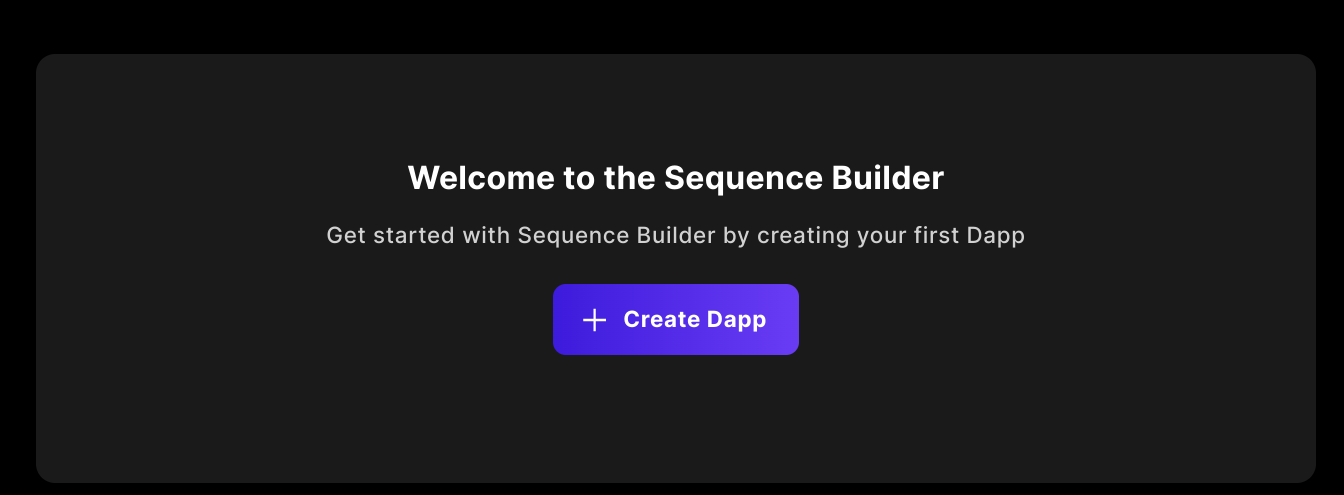 Welcome to the Sequence Builder
Get started with Sequence Builder by creating your first Dapp
Create Dapp